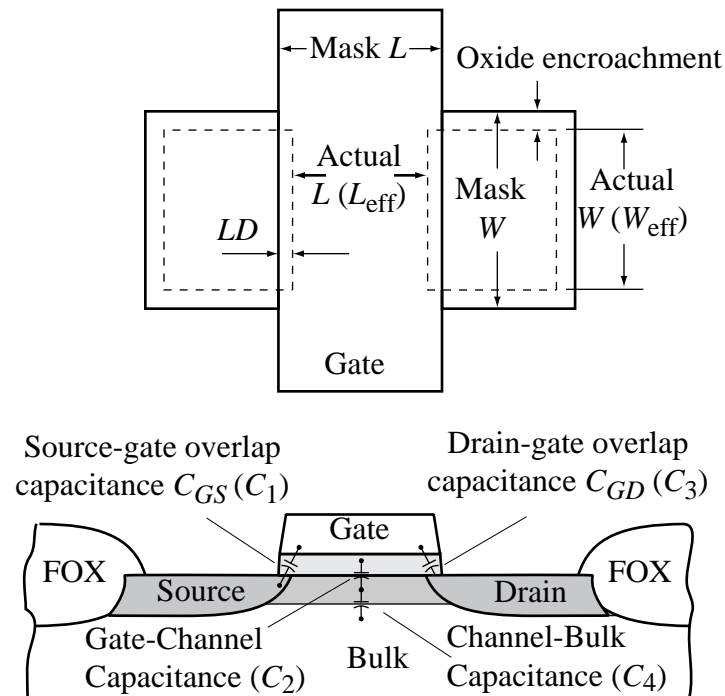 Mask L
Oxide encroachment
Actual
L (Leff)
Mask
W
Actual
W (Weff)
LD
Gate
Source-gate overlap
capacitance CGS (C1)
Drain-gate overlap
capacitance CGD (C3)
Gate
FOX
Source
Drain
FOX
Gate-Channel
Capacitance (C2)
Bulk
Channel-Bulk
Capacitance (C4)